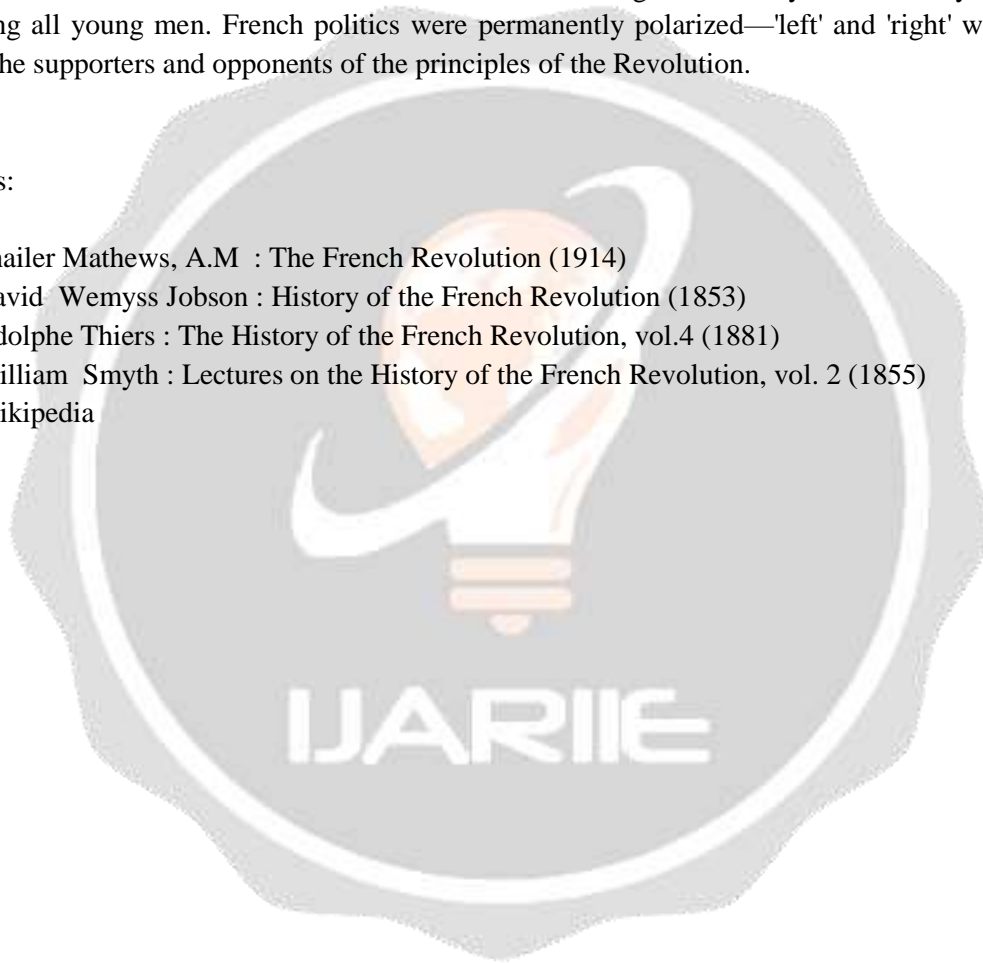 ng all young men. French politics were permanently polarized—'left' and 'right' w
he supporters and opponents of the principles of the Revolution.
s:
ailer Mathews, A.M : The French Revolution (1914)
avid Wemyss Jobson : History of the French Revolution (1853)
dolphe Thiers : The History of the French Revolution, vol.4 (1881)
illiam Smyth : Lectures on the History of the French Revolution, vol. 2 (1855)
ikipedia
IJARIIE